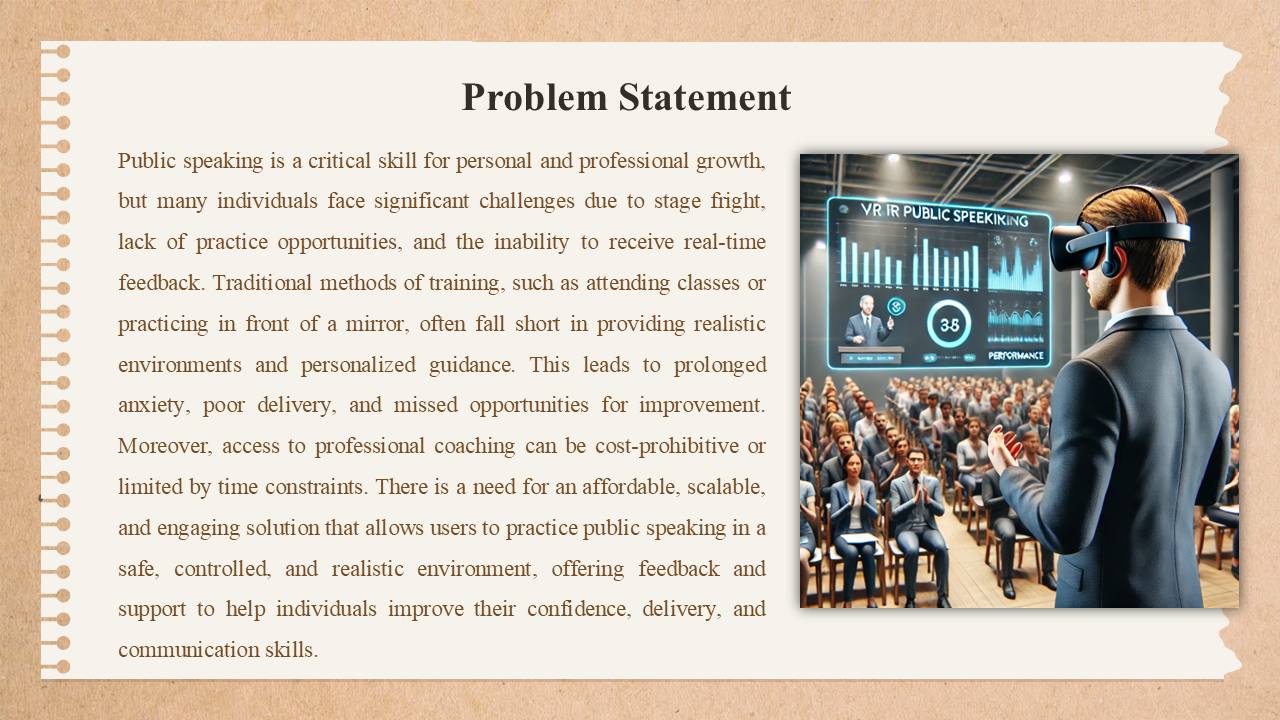 Problem Statement
Public speaking is a critical skill for personal and professional growth,
but many individuals face significant challenges due to stage fright,
lack of practice opportunities, and the inability to receive real-time
feedback. Traditional methods of training, such as attending classes or
practicing in front of a mirror, often fall short in providing realistic
environments and personalized guidance. This leads to prolonged
anxiety, poor delivery, and missed opportunities for improvement.
Moreover, access to professional coaching can be cost-prohibitive or
limited by time constraints. There is a need for an affordable, scalable,
and engaging solution that allows users to practice public speaking in a
safe, controlled, and realistic environment, offering feedback and
support to help individuals improve their confidence, delivery, and
communication skills.
VR IR PUBLIC SPEEKIKING
PERFORMANCE